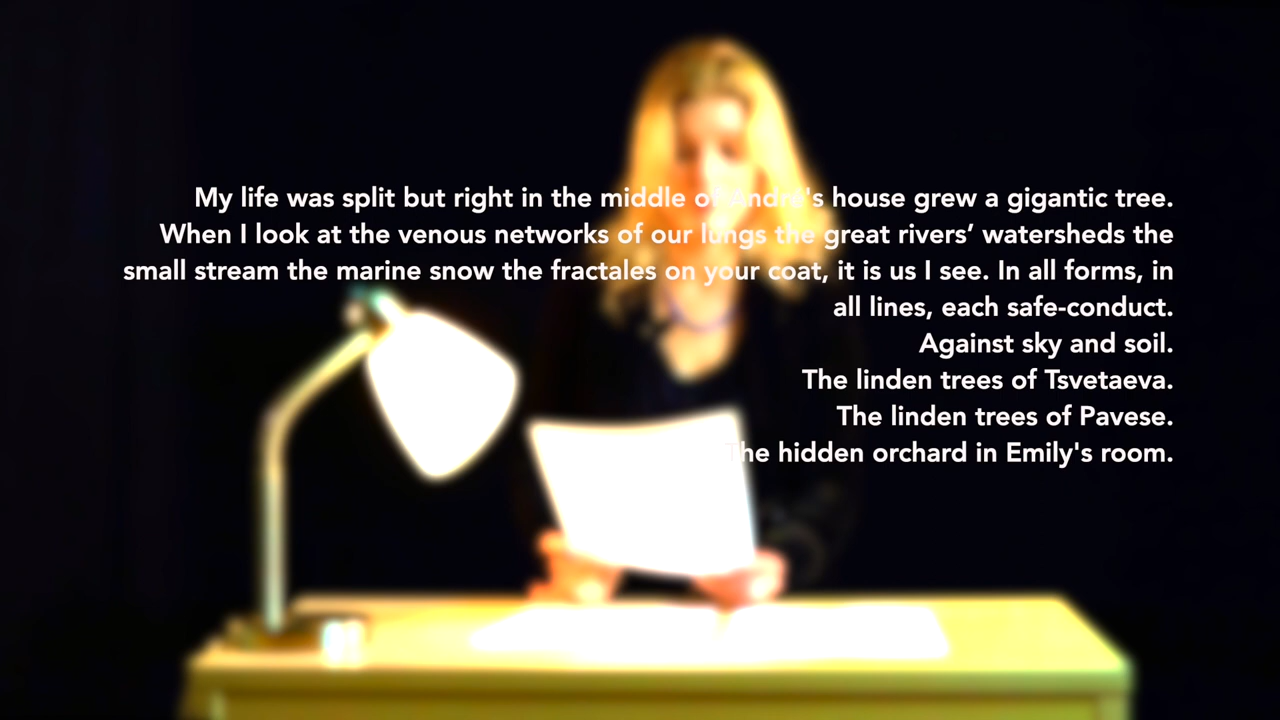 My life was split but right in the middle of André's house grew a gigantic tree.
When I look at the venous networks of our lungs the great rivers’ watersheds the
small stream the marine snow the fractales on your coat, it is us I see. In all forms, in
all lines, each safe-conduct.
Against sky and soil.
The linden trees of Tsvetaeva.
The linden trees of Pavese.
The hidden orchard in Emily's room.